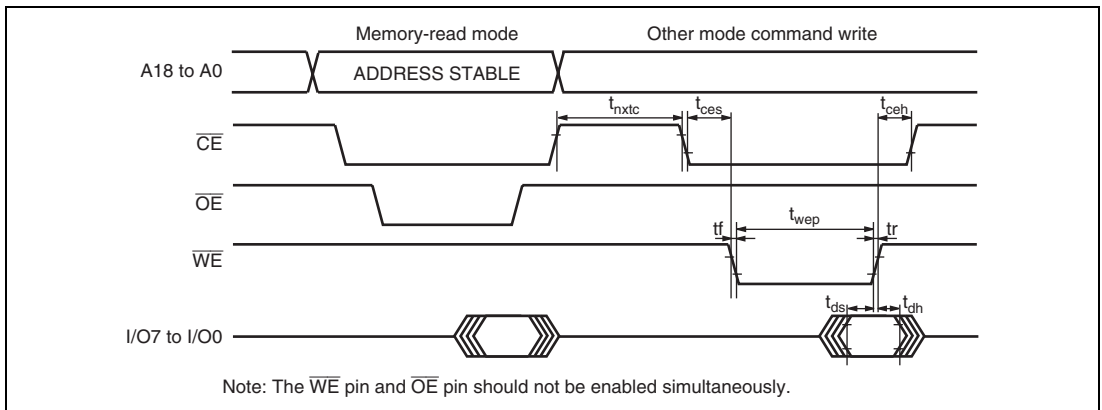 Memory-read mode Other mode command write
A18 to A0 ADDRESS STABLE
tnxtc tces tceh
CE
OE
tf twep tr
WE
tds tdh
I/O7 to I/O0
Note: The WE pin and OE pin should not be enabled simultaneously.